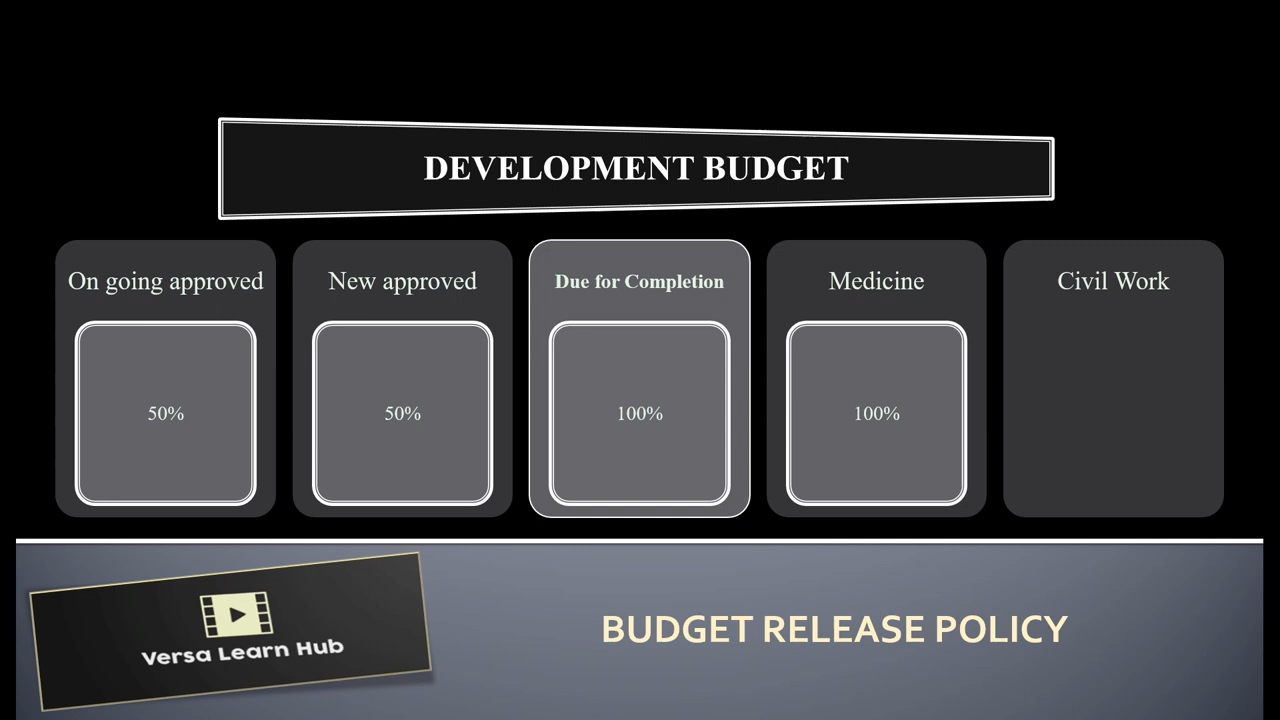 DEVELOPMENT BUDGET
On going approved
50%
New approved
50%
Due for Completion
100%
Medicine
100%
Civil Work
Versa Learn Hub
BUDGET RELEASE POLICY